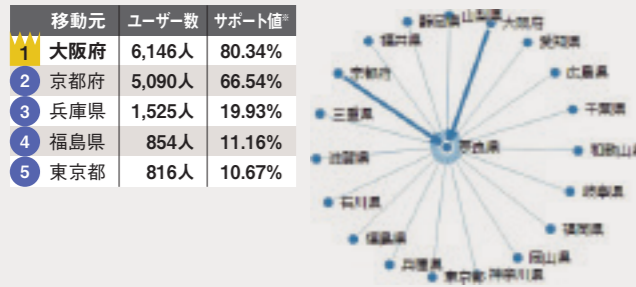 移動元 ユーザー数 サポート値※
1 大阪府 6,146人 80.34%
2 京都府 5,090人 66.54%
3 兵庫県 1,525人 19.93%
4 福島県 854人 11.16%
5 東京都 816人 10.67%
静岡県
山梨県
大阪府
福井県
愛知県
京都府
広島県
三重県
千葉県
奈良県
和歌山県
滋賀県
岐阜県
石川県
福岡県
福島県
岡山県
兵庫県
東京都
神奈川県